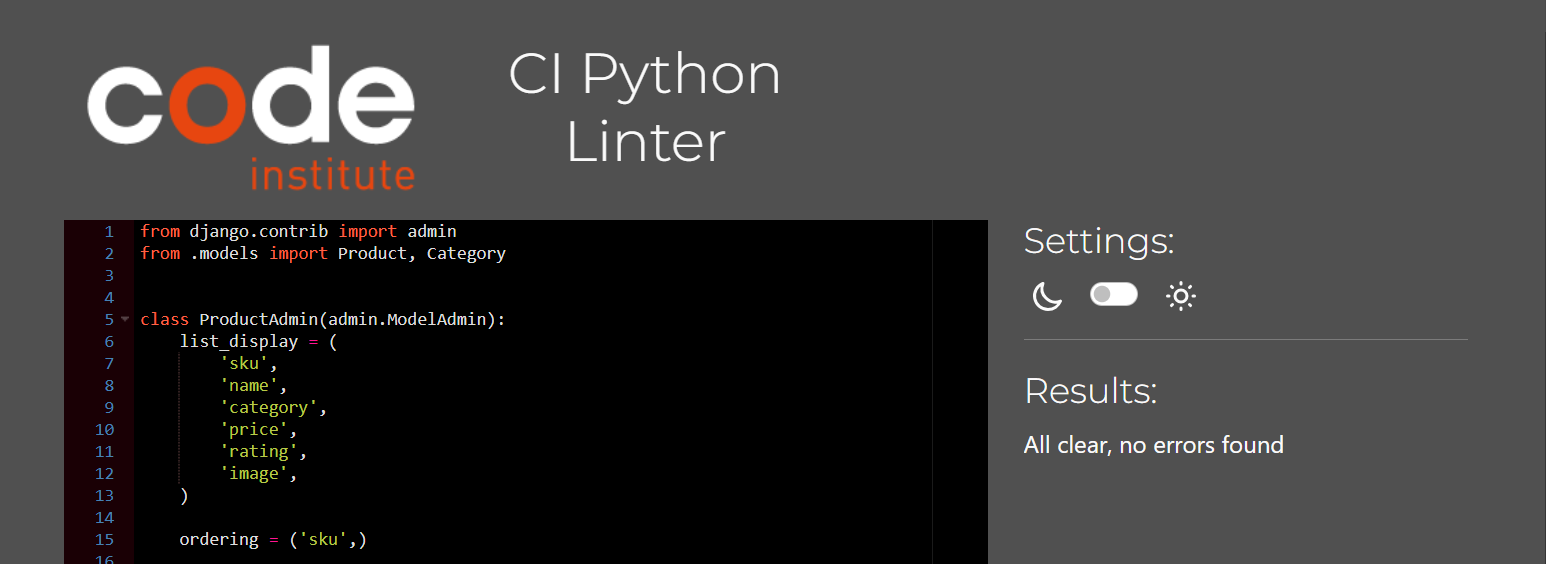 code
institute
CI Python
Linter
1 from django.contrib import admin
2 from .models import Product, Category
3
4
5 class ProductAdmin(admin.ModelAdmin):
6     list_display = (
7         'sku',
8         'name',
9         'category',
10         'price',
11         'rating',
12         'image',
13     )
14
15     ordering = ('sku',)
16
Settings:
Results:
All clear, no errors found